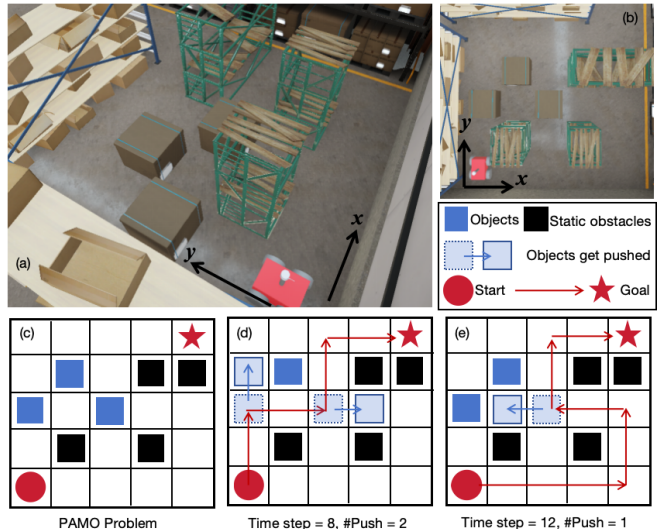 (a)
y
x
(b)
y
x
Objects
Static obstacles
Objects get pushed
Start
Goal
(c)
(d)
(e)
PAMO Problem
Time step = 8, #Push = 2
Time step = 12, #Push = 1